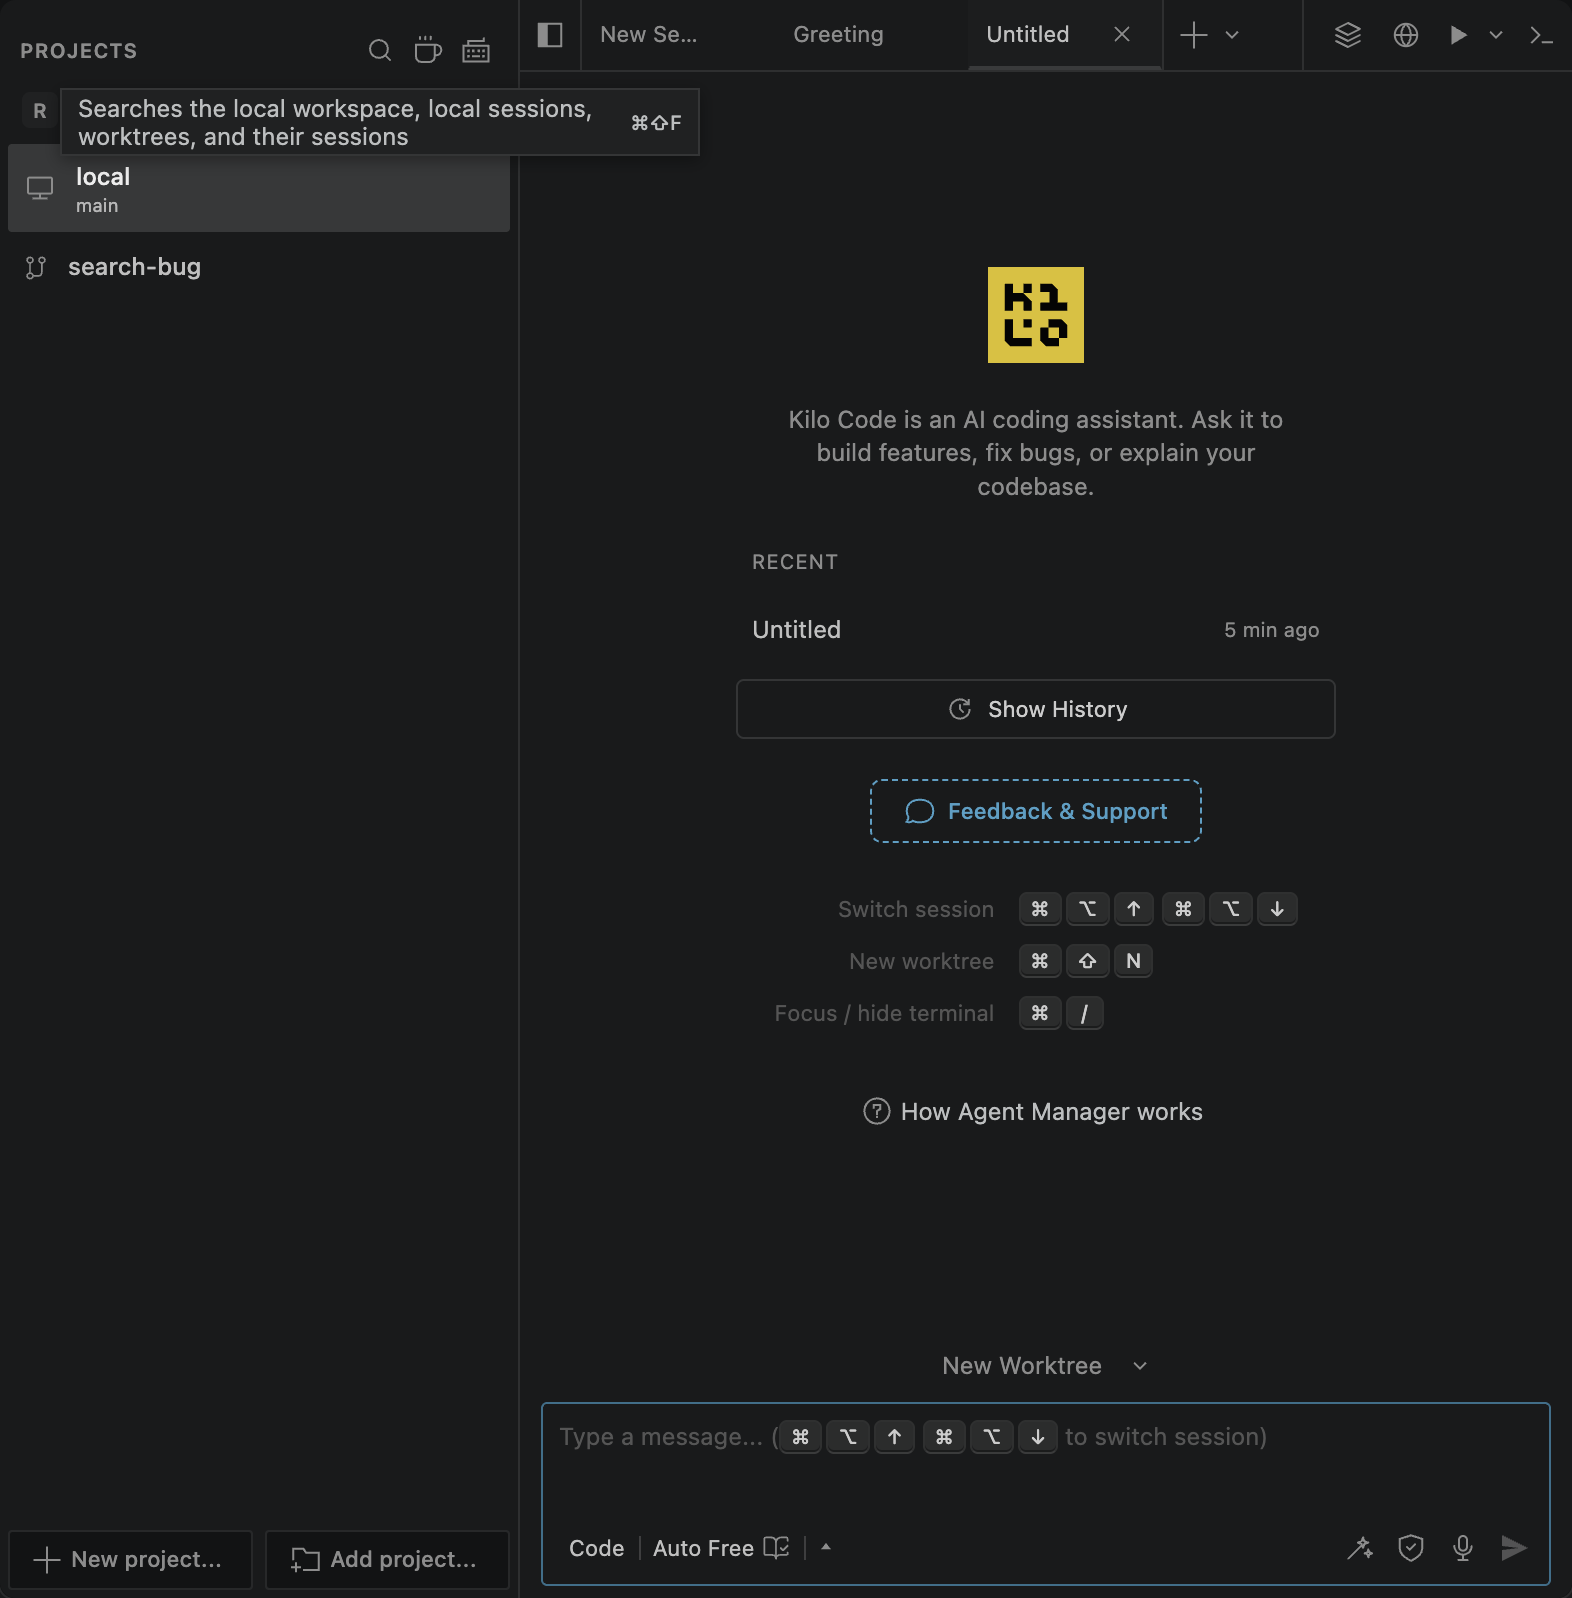 PROJECTS
New Se...
Greeting
Untitled
R
Searches the local workspace, local sessions,
worktrees, and their sessions
⌘⇧F
local
main
search-bug
KILO
Kilo Code is an AI coding assistant. Ask it to
build features, fix bugs, or explain your
codebase.
RECENT
Untitled
5 min ago
Show History
Feedback & Support
Switch session ⌘ ⌥ ↑ ⌘ ⌥ ↓
New worktree ⌘ ⇧ N
Focus / hide terminal ⌘ /
? How Agent Manager works
New Worktree
Type a message... (⌘ ⌥ ↑ ⌘ ⌥ ↓ to switch session)
Code
Auto Free
New project...
Add project...